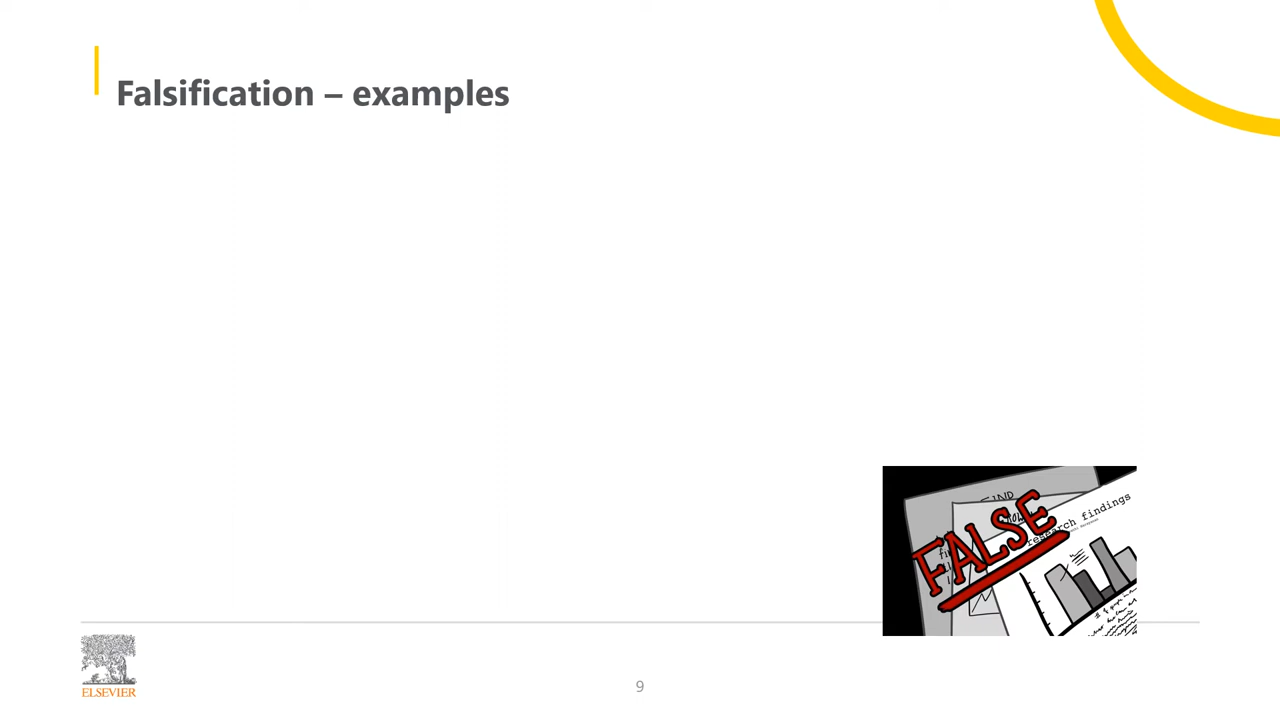 Falsification – examples
FALSE
research findings
ELSEVIER
9